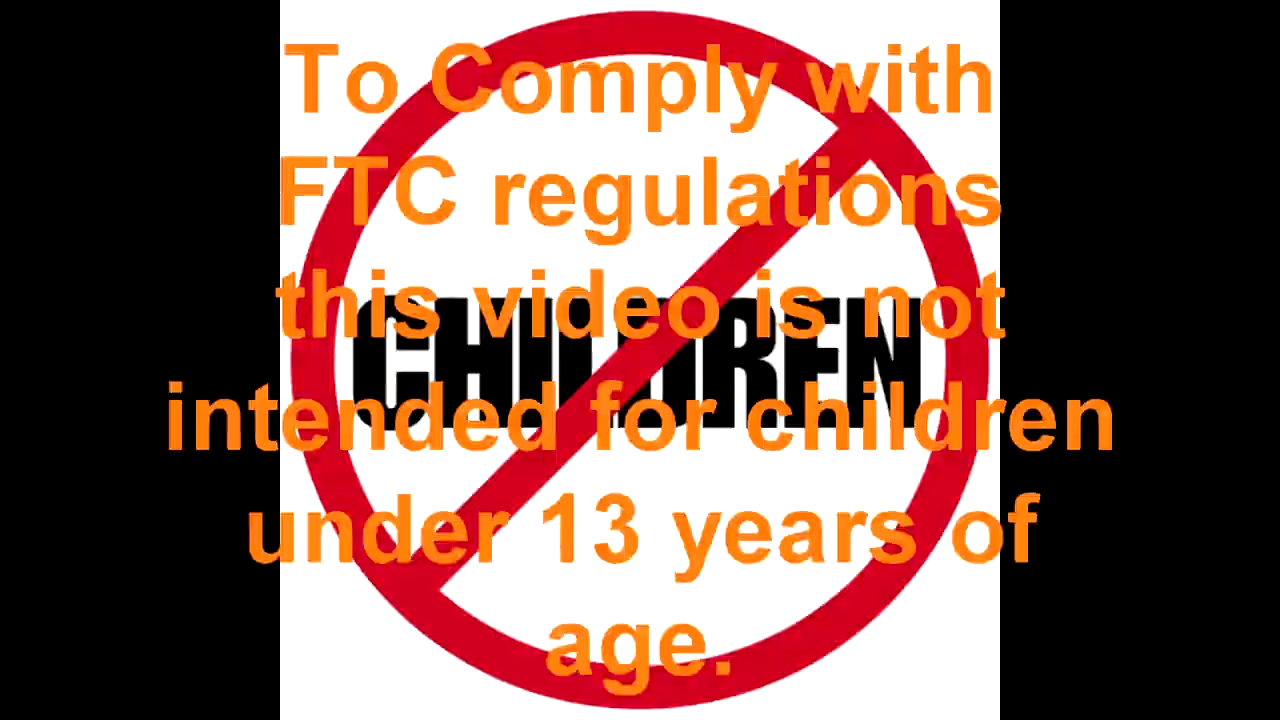 To Comply with
FTC regulations
this video is not
CHILDREN
intended for children
under 13 years of
age.